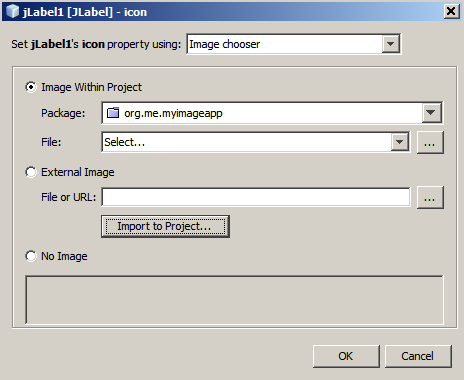 jLabel1 [JLabel] - icon
Set jLabel1's icon property using: Image chooser
Image Within Project
Package: org.me.myimageapp
File: Select... ...
External Image
File or URL: ...
Import to Project...
No Image
OK Cancel